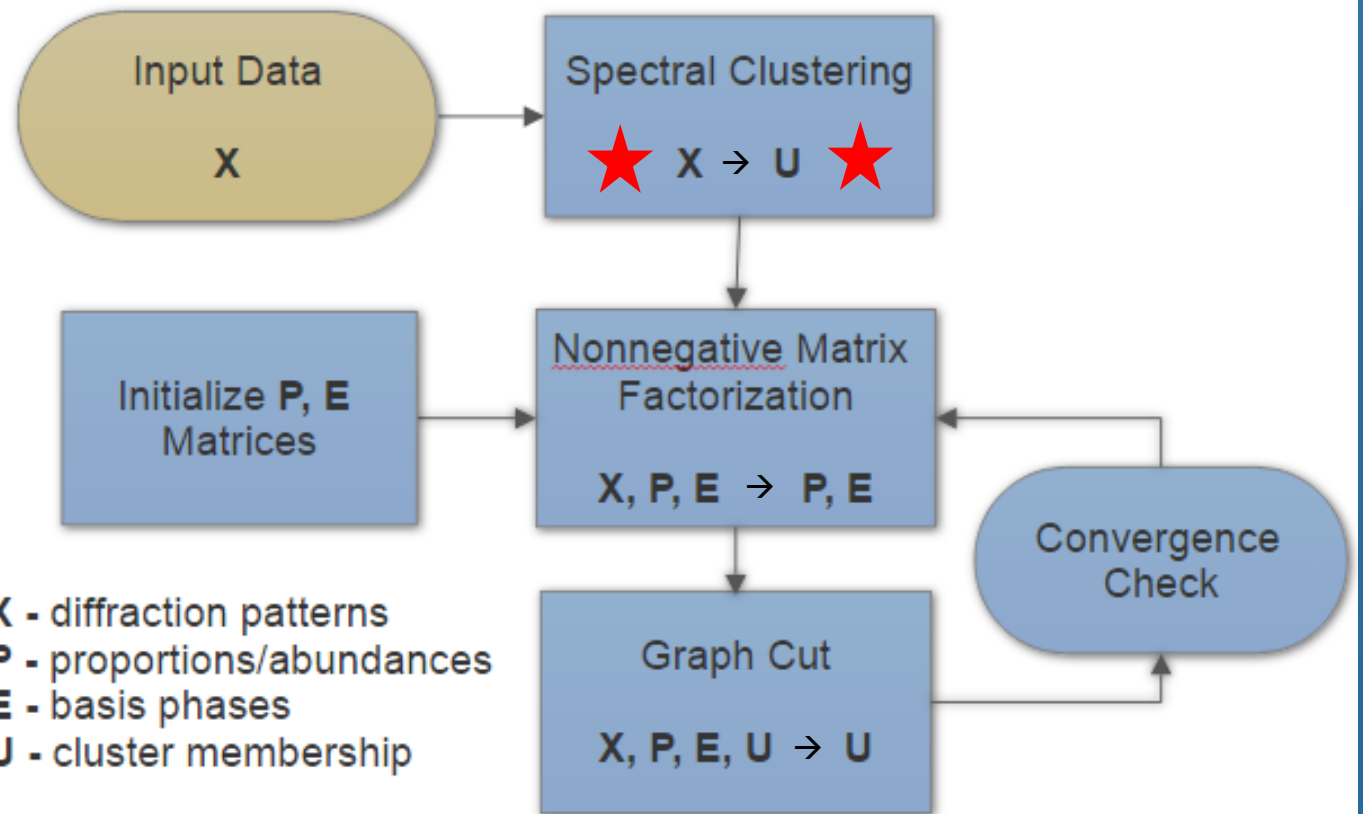 Input Data
X
Spectral Clustering
X → U
Initialize P, E
Matrices
Nonnegative Matrix
Factorization
X, P, E → P, E
Convergence
Check
Graph Cut
X, P, E, U → U
X - diffraction patterns
P - proportions/abundances
E - basis phases
U - cluster membership